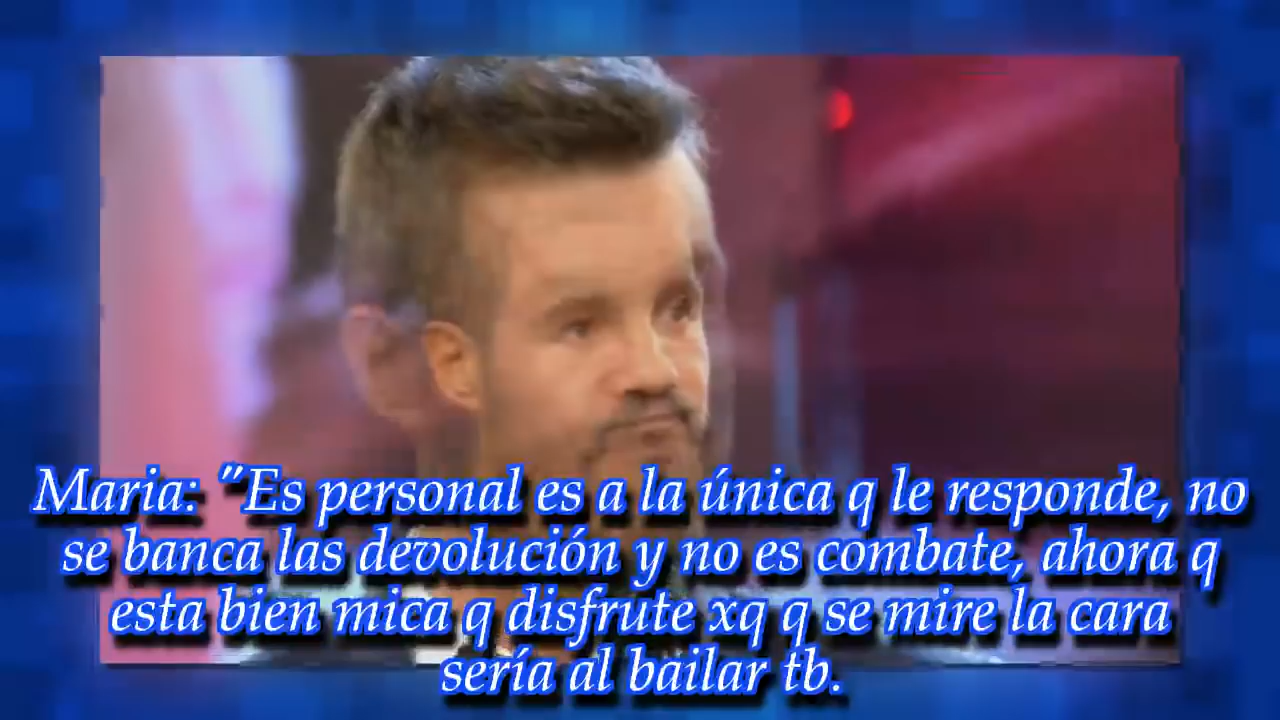 Maria: "Es personal es a la única q le responde, no
se banca las devolución y no es combate, ahora q
esta bien mica q disfrute xq q se mire la cara
sería al bailar tb.